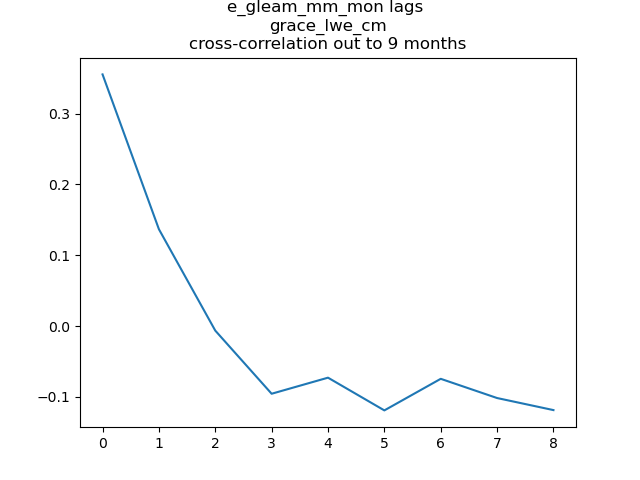 e_gleam_mm_mon lags
grace_lwe_cm
cross-correlation out to 9 months
0.3
0.2
0.1
0.0
−0.1
0 1 2 3 4 5 6 7 8